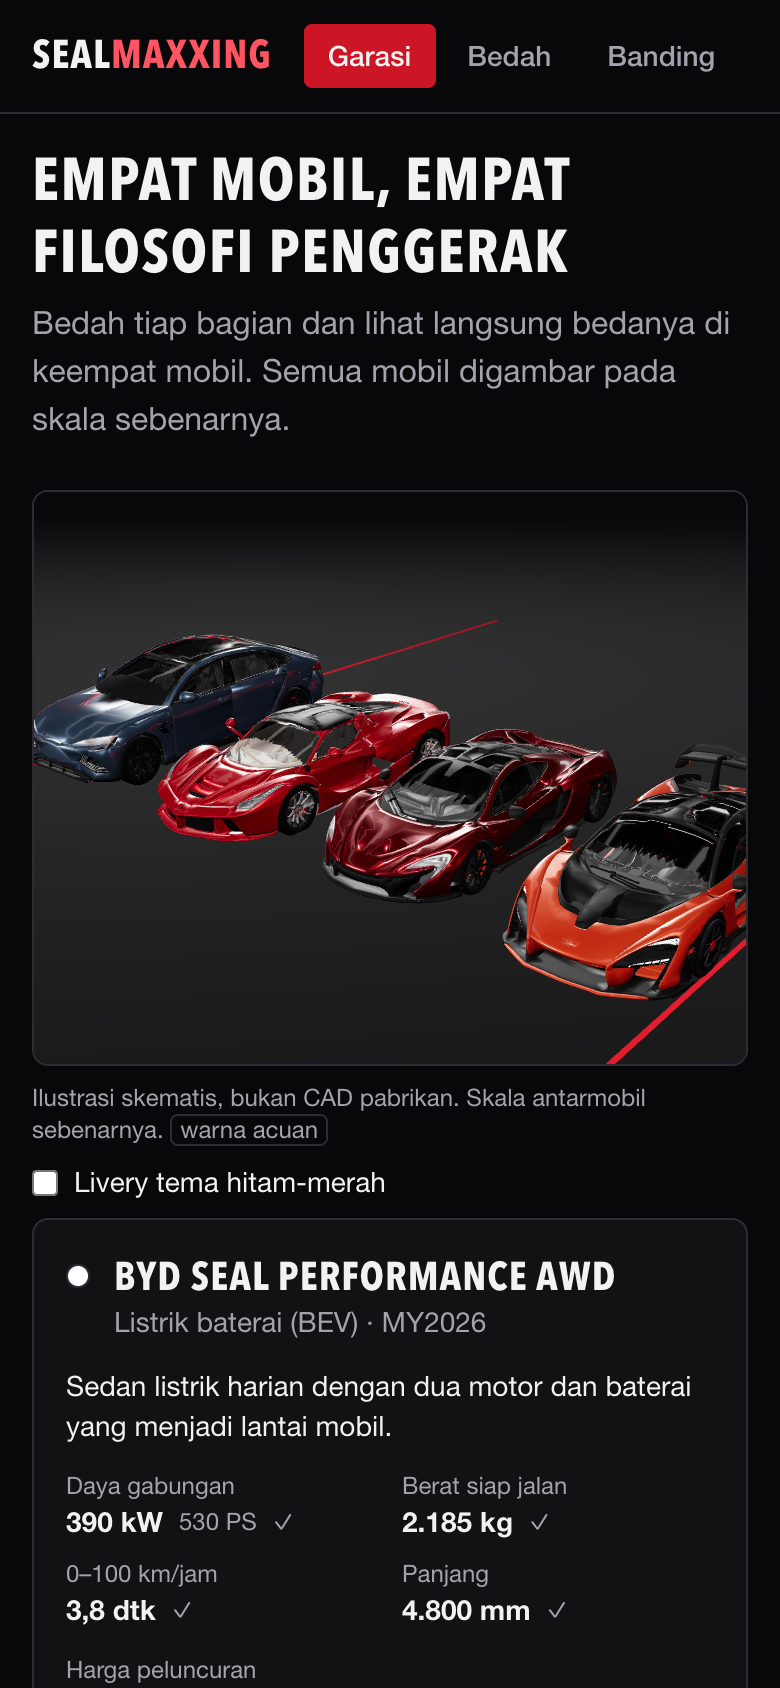 SEALMAXXING Garasi Bedah Banding
EMPAT MOBIL, EMPAT
FILOSOFI PENGGERAK
Bedah tiap bagian dan lihat langsung bedanya di
keempat mobil. Semua mobil digambar pada
skala sebenarnya.
Ilustrasi skematis, bukan CAD pabrikan. Skala antarmobil
sebenarnya. warna acuan
Livery tema hitam-merah
BYD SEAL PERFORMANCE AWD
Listrik baterai (BEV) · MY2026
Sedan listrik harian dengan dua motor dan baterai
yang menjadi lantai mobil.
Daya gabungan
390 kW 530 PS ✓
Berat siap jalan
2.185 kg ✓
0–100 km/jam
3,8 dtk ✓
Panjang
4.800 mm ✓
Harga peluncuran